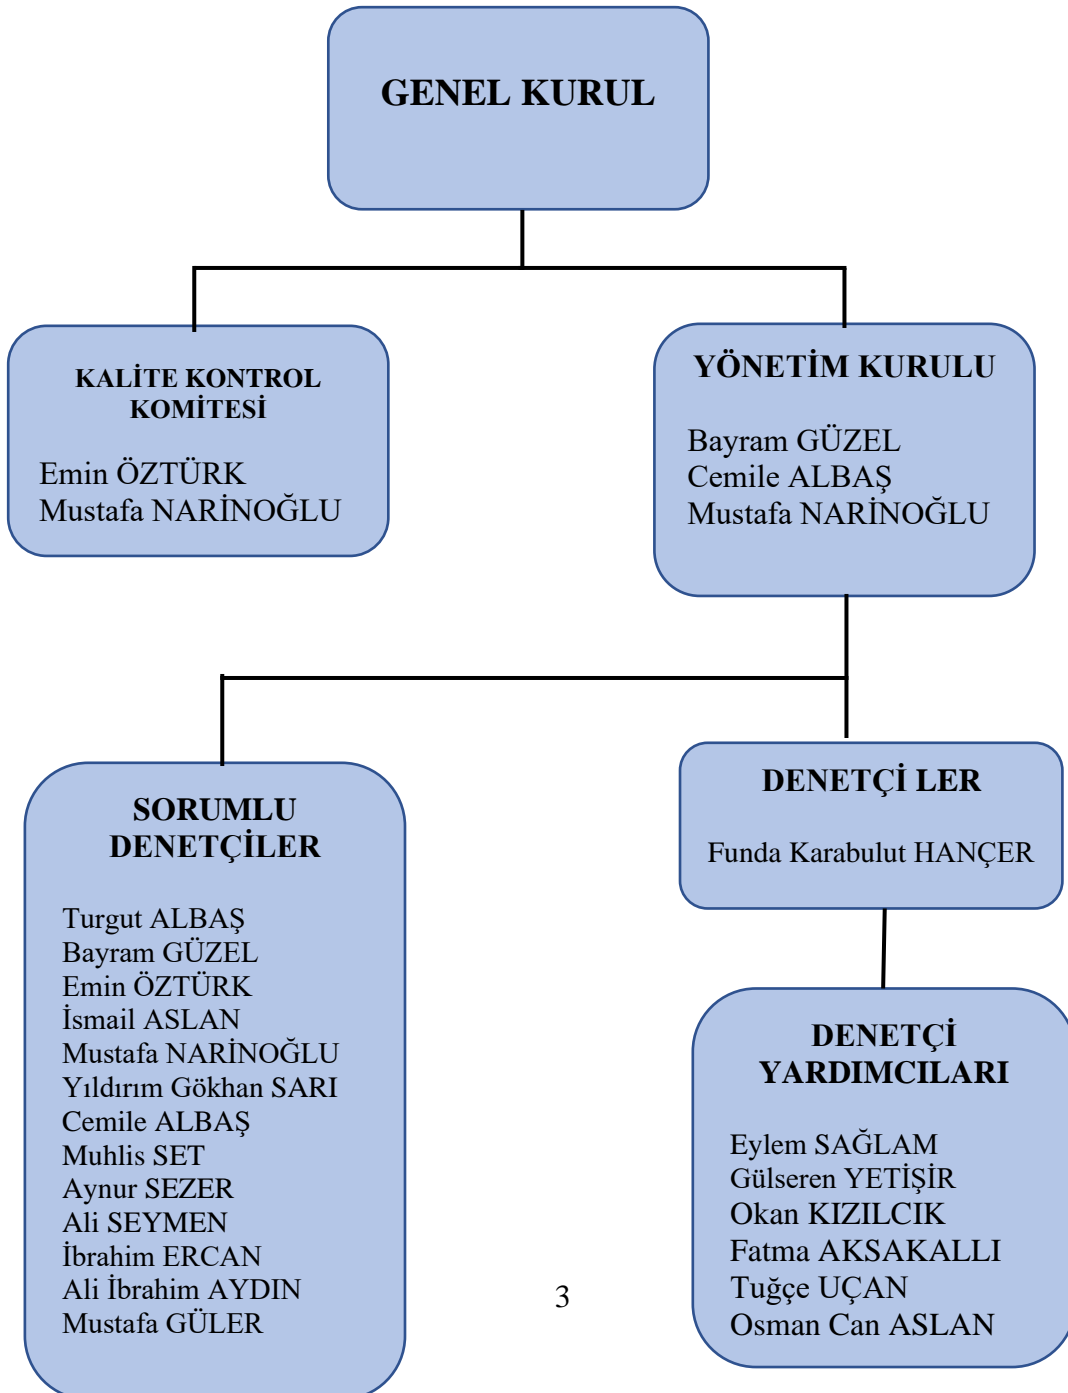 GENEL KURUL
KALİTE KONTROL
KOMİTESİ
Emin ÖZTÜRK
Mustafa NARİNOĞLU
YÖNETİM KURULU
Bayram GÜZEL
Cemile ALBAŞ
Mustafa NARİNOĞLU
SORUMLU
DENETÇİLER
Turgut ALBAŞ
Bayram GÜZEL
Emin ÖZTÜRK
İsmail ASLAN
Mustafa NARİNOĞLU
Yıldırım Gökhan SARI
Cemile ALBAŞ
Muhlis SET
Aynur SEZER
Ali SEYMEN
İbrahim ERCAN
Ali İbrahim AYDIN
Mustafa GÜLER
DENETÇİ LER
Funda Karabulut HANÇER
DENETÇİ
YARDIMCILARI
Eylem SAĞLAM
Gülseren YETİŞİR
Okan KIZILCIK
Fatma AKSAKALLI
Tuğçe UÇAN
Osman Can ASLAN
3